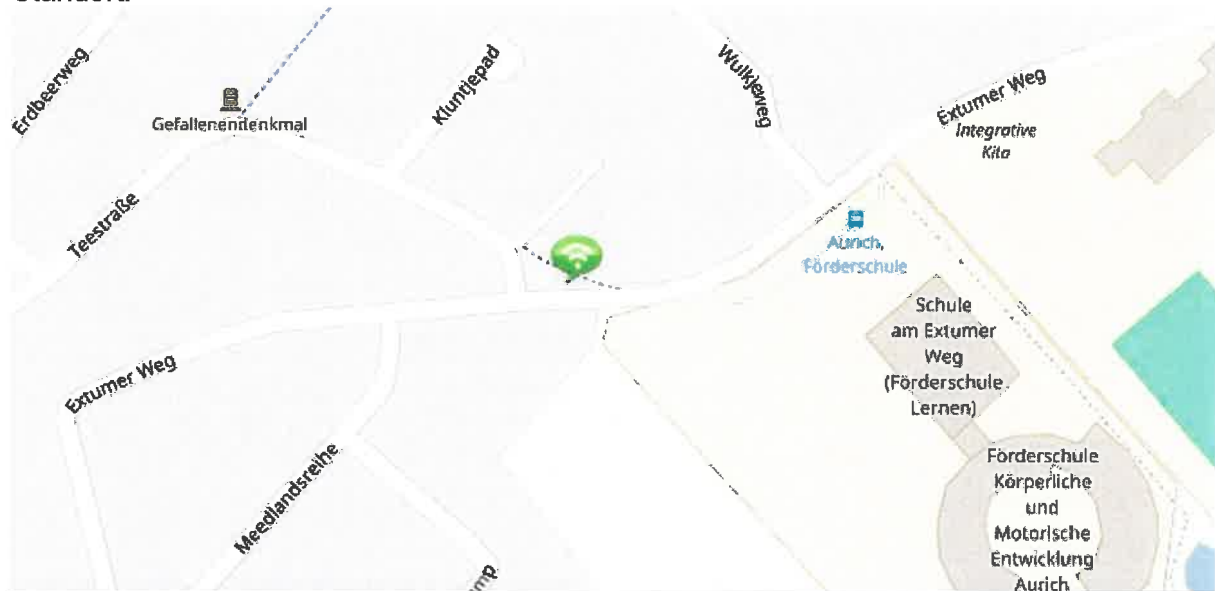 Erdbeerweg
Gefallenendenkmal
Kluntjepad
Wulkjeweg
Extumer Weg
Integrative
Kita
Teestraße
Aurich,
Förderschule
Schule
am Extumer
Weg
(Förderschule
Lernen)
Extumer Weg
Meedlandsreihe
Förderschule
Körperliche
und
Motorische
Entwicklung
Aurich